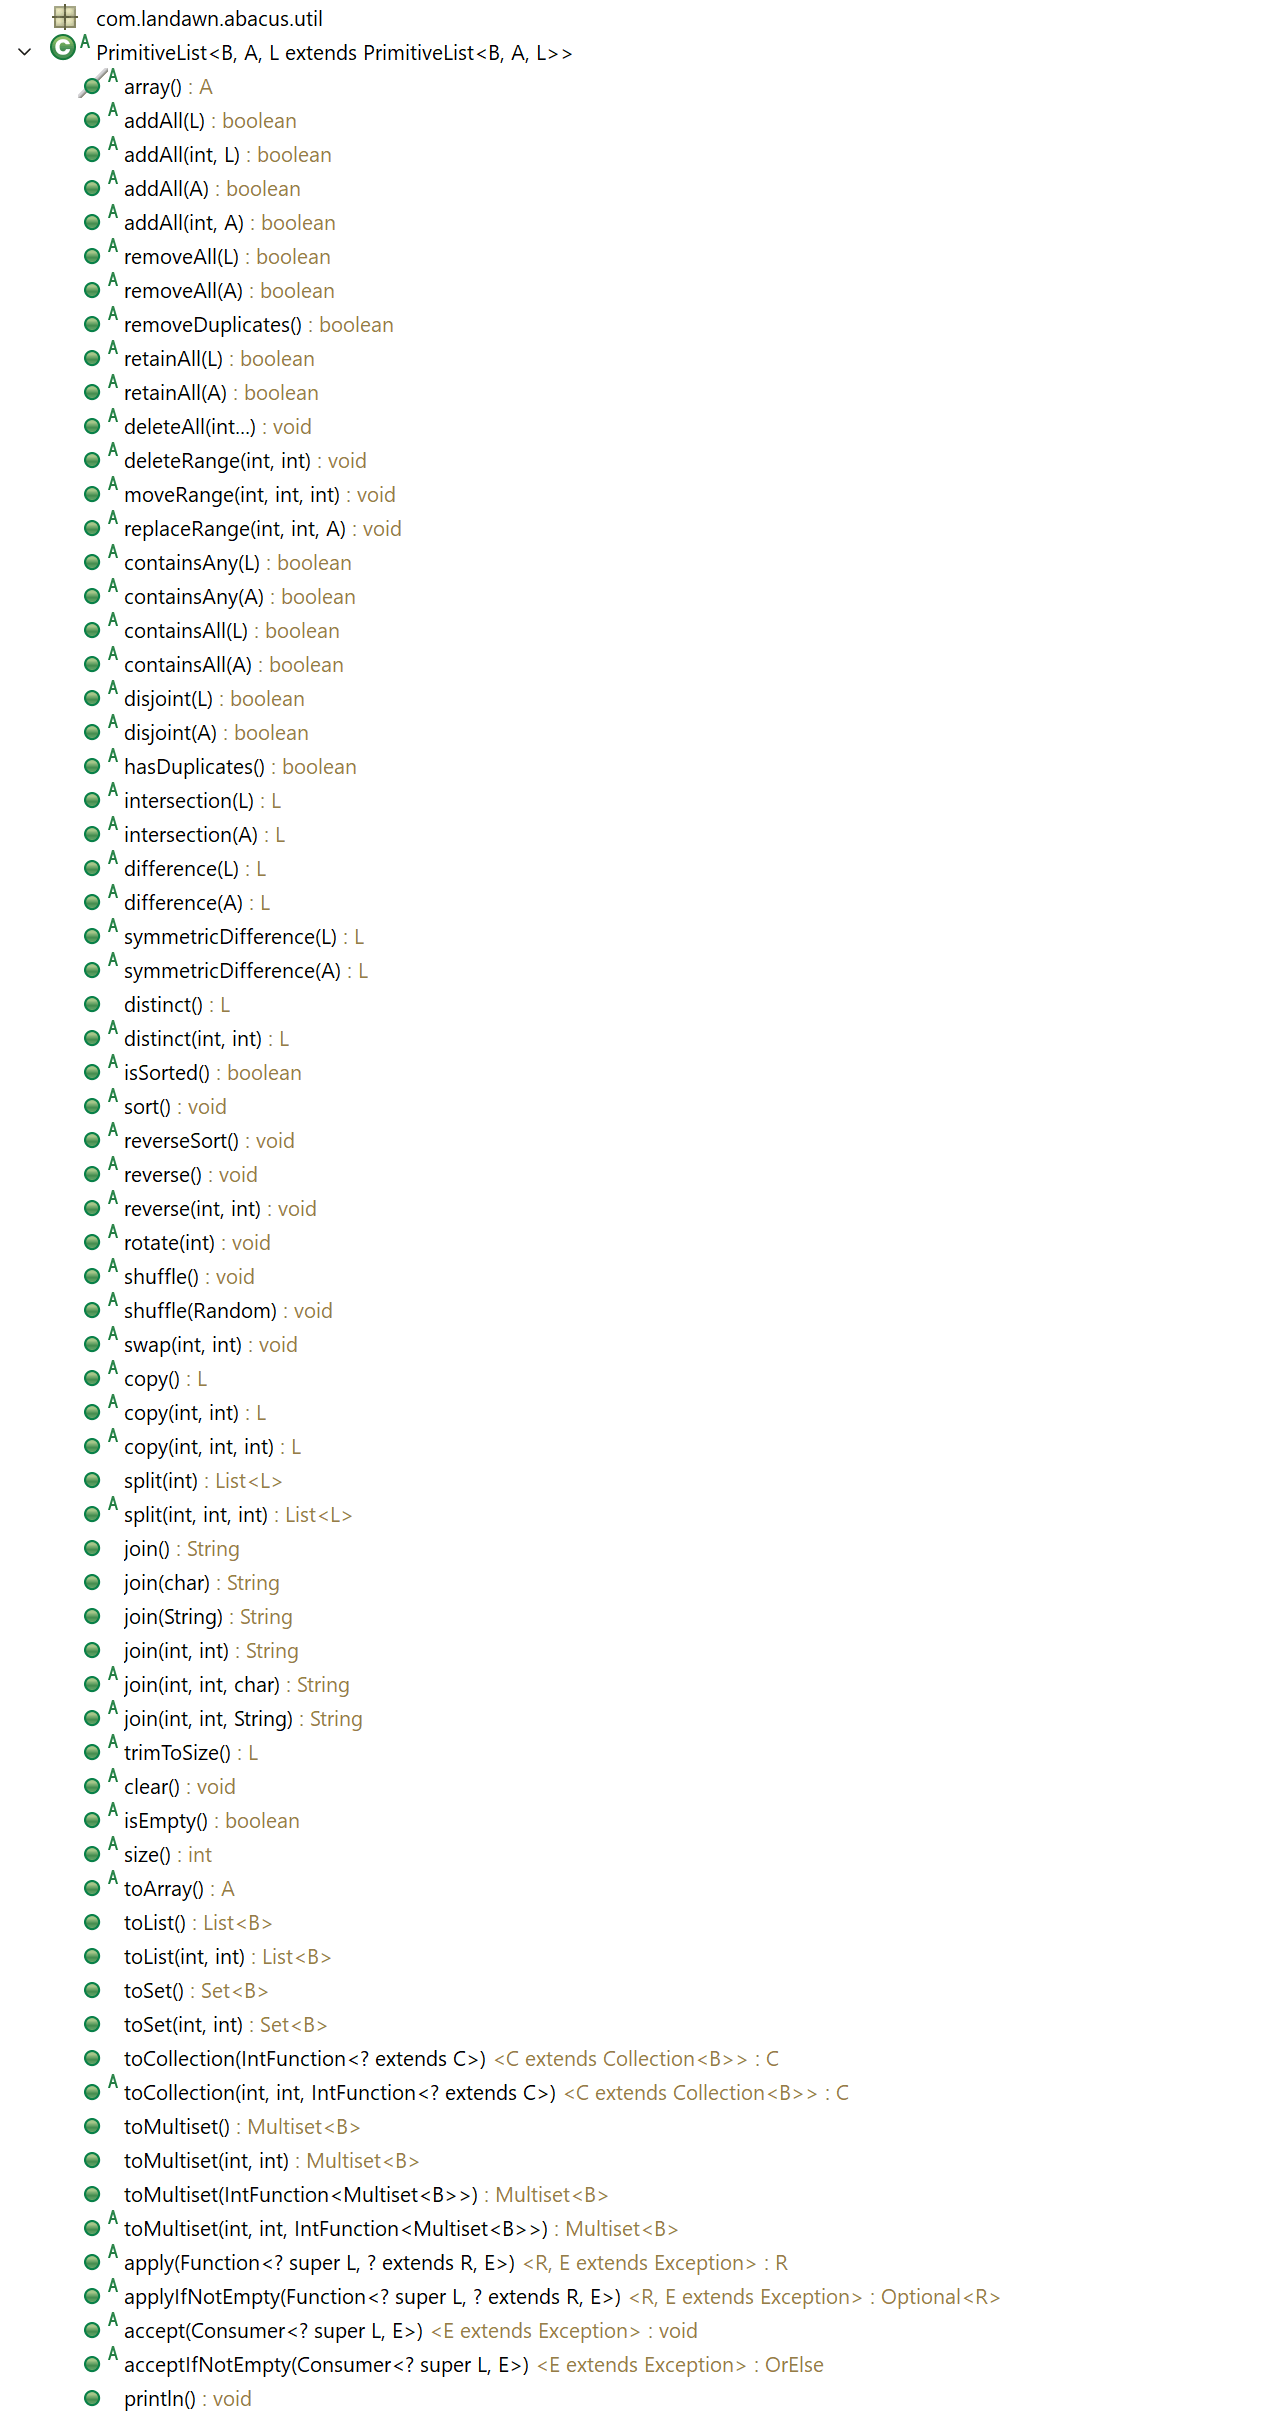 com.landawn.abacus.util
PrimitiveList<B, A, L extends PrimitiveList<B, A, L>>
array() : A
addAll(L) : boolean
addAll(int, L) : boolean
addAll(A) : boolean
addAll(int, A) : boolean
removeAll(L) : boolean
removeAll(A) : boolean
removeDuplicates() : boolean
retainAll(L) : boolean
retainAll(A) : boolean
deleteAll(int...) : void
deleteRange(int, int) : void
moveRange(int, int, int) : void
replaceRange(int, int, A) : void
containsAny(L) : boolean
containsAny(A) : boolean
containsAll(L) : boolean
containsAll(A) : boolean
disjoint(L) : boolean
disjoint(A) : boolean
hasDuplicates() : boolean
intersection(L) : L
intersection(A) : L
difference(L) : L
difference(A) : L
symmetricDifference(L) : L
symmetricDifference(A) : L
distinct() : L
distinct(int, int) : L
isSorted() : boolean
sort() : void
reverseSort() : void
reverse() : void
reverse(int, int) : void
rotate(int) : void
shuffle() : void
shuffle(Random) : void
swap(int, int) : void
copy() : L
copy(int, int) : L
copy(int, int, int) : L
split(int) : List<L>
split(int, int, int) : List<L>
join() : String
join(char) : String
join(String) : String
join(int, int) : String
join(int, int, char) : String
join(int, int, String) : String
trimToSize() : L
clear() : void
isEmpty() : boolean
size() : int
toArray() : A
toList() : List<B>
toList(int, int) : List<B>
toSet() : Set<B>
toSet(int, int) : Set<B>
toCollection(IntFunction<? extends C>) <C extends Collection<B>> : C
toCollection(int, int, IntFunction<? extends C>) <C extends Collection<B>> : C
toMultiset() : Multiset<B>
toMultiset(int, int) : Multiset<B>
toMultiset(IntFunction<Multiset<B>>) : Multiset<B>
toMultiset(int, int, IntFunction<Multiset<B>>) : Multiset<B>
apply(Function<? super L, ? extends R, E>) <R, E extends Exception> : R
applyIfNotEmpty(Function<? super L, ? extends R, E>) <R, E extends Exception> : Optional<R>
accept(Consumer<? super L, E>) <E extends Exception> : void
acceptIfNotEmpty(Consumer<? super L, E>) <E extends Exception> : OrElse
println() : void